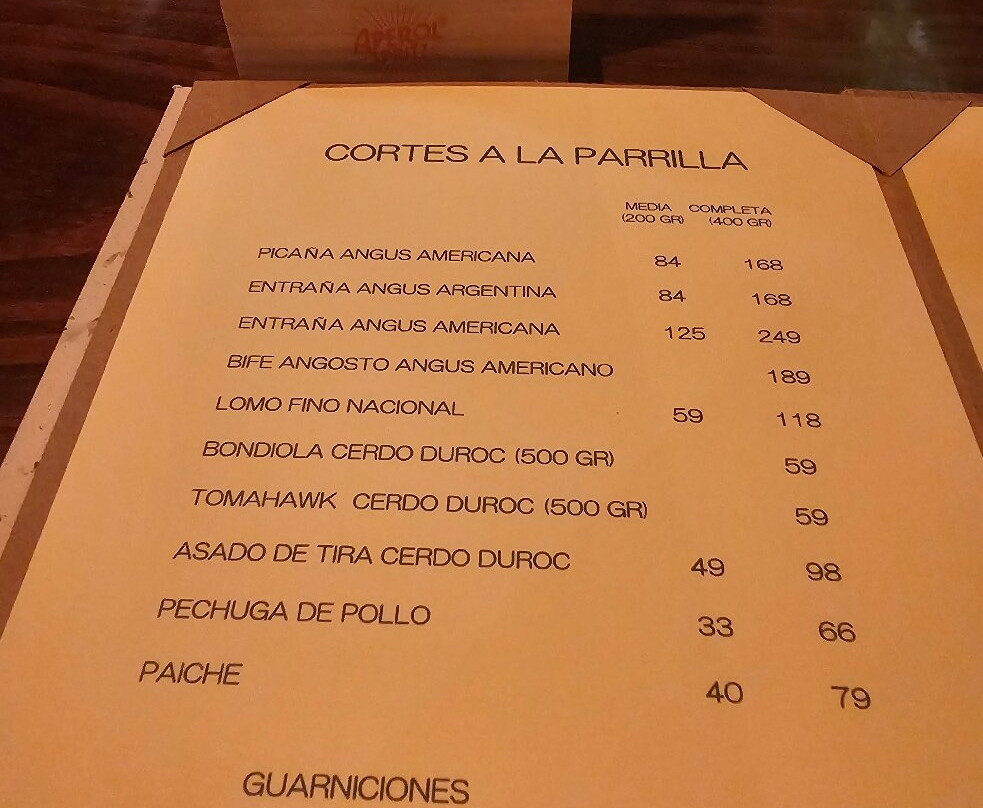 APEROL
CORTES A LA PARRILLA
MEDIA COMPLETA
(200 GR) (400 GR)
PICAÑA ANGUS AMERICANA 84 168
ENTRAÑA ANGUS ARGENTINA 84 168
ENTRAÑA ANGUS AMERICANA 125 249
BIFE ANGOSTO ANGUS AMERICANO 189
LOMO FINO NACIONAL 59 118
BONDIOLA CERDO DUROC (500 GR) 59
TOMAHAWK CERDO DUROC (500 GR) 59
ASADO DE TIRA CERDO DUROC 49 98
PECHUGA DE POLLO 33 66
PAICHE 40 79
GUARNICIONES